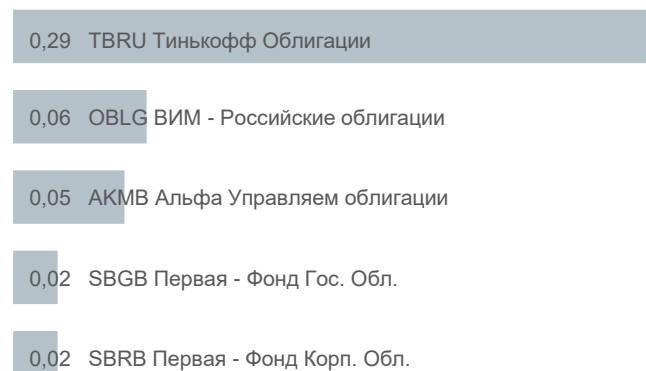 0,29 TBRU Тинькофф Облигации
0,06 OBLG ВИМ - Российские облигации
0,05 AKMB Альфа Управляем облигации
0,02 SBGB Первая - Фонд Гос. Обл.
0,02 SBRB Первая - Фонд Корп. Обл.